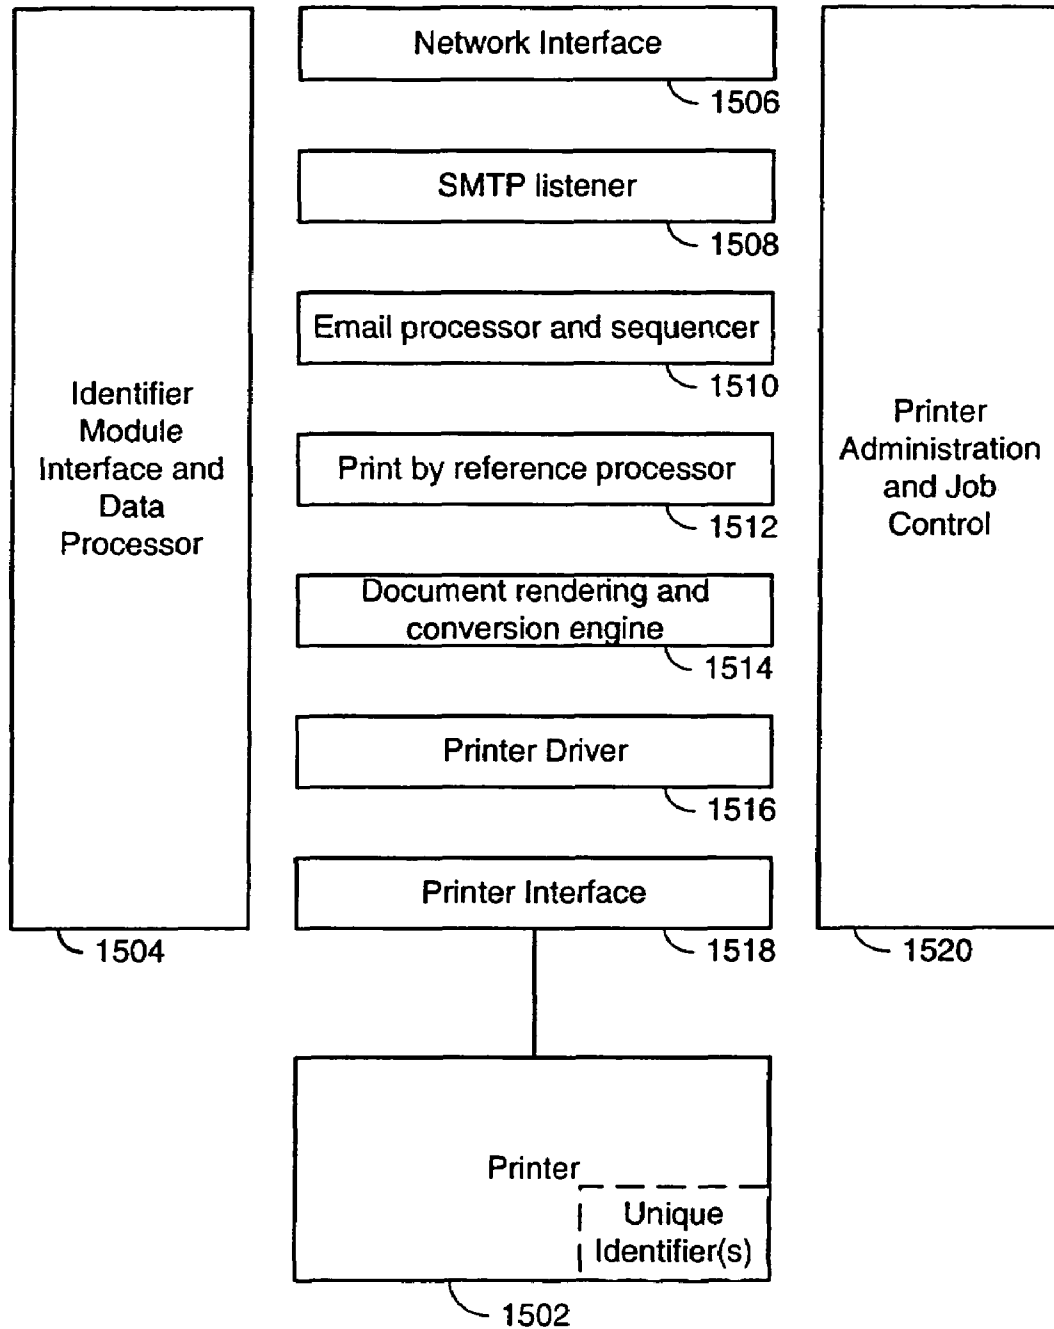 Network Interface
1506
SMTP listener
1508
Email processor and sequencer
1510
Print by reference processor
1512
Document rendering and
conversion engine
1514
Printer Driver
1516
Printer Interface
1518
Identifier
Module
Interface and
Data
Processor
1504
Printer
Administration
and Job
Control
1520
Printer
Unique
Identifier(s)
1502